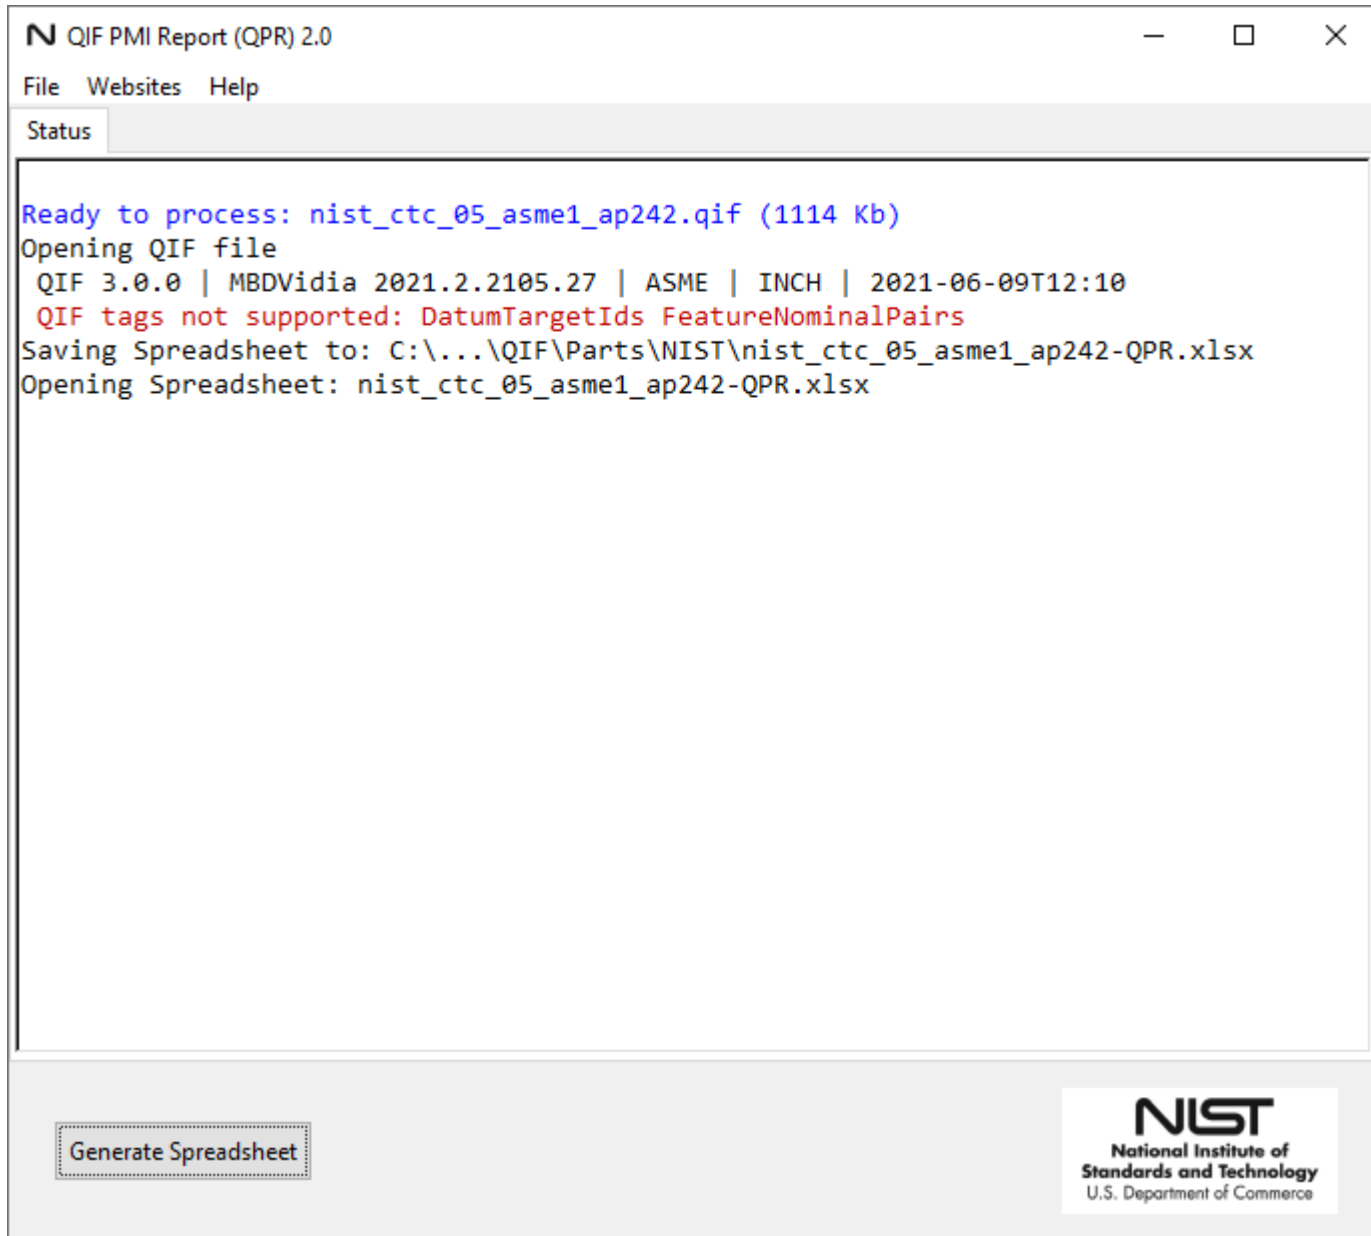 N QIF PMI Report (QPR) 2.0
File Websites Help
Status
Ready to process: nist_ctc_05_asme1_ap242.qif (1114 Kb)
Opening QIF file
QIF 3.0.0 | MBDVidia 2021.2.2105.27 | ASME | INCH | 2021-06-09T12:10
QIF tags not supported: DatumTargetIds FeatureNominalPairs
Saving Spreadsheet to: C:\...\QIF\Parts\NIST\nist_ctc_05_asme1_ap242-QPR.xlsx
Opening Spreadsheet: nist_ctc_05_asme1_ap242-QPR.xlsx
Generate Spreadsheet
NIST
National Institute of
Standards and Technology
U.S. Department of Commerce